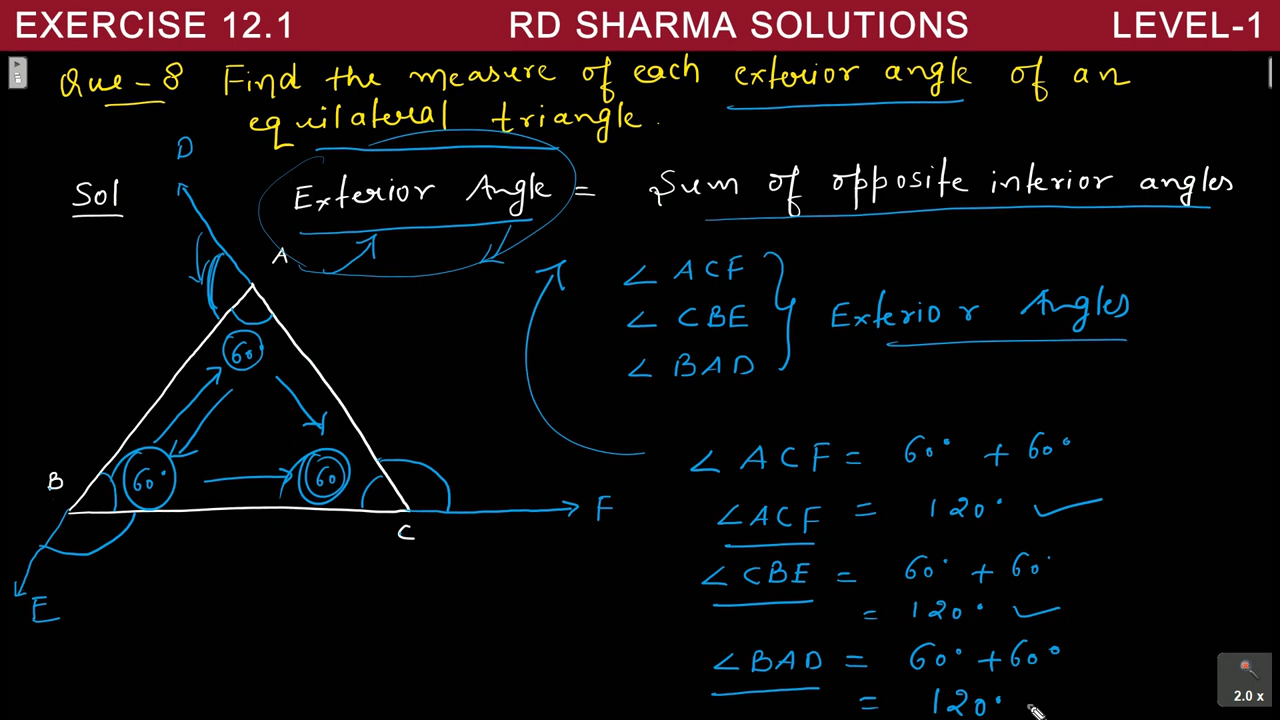 EXERCISE 12.1 RD SHARMA SOLUTIONS LEVEL-1
Que-8 Find the measure of each exterior angle of an
equilateral triangle.
D
Sol Exterior Angle = Sum of opposite interior angles
A
∠ACF
∠CBE
∠BAD
Exterior Angles
60°
B 60° 60
C
F
E
∠ACF = 60° + 60°
∠ACF = 120°
∠CBE = 60° + 60°
= 120°
∠BAD = 60° + 60°
= 120°
2.0 x